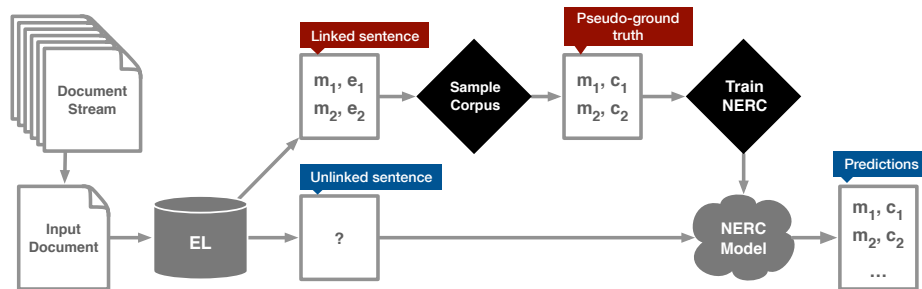 Document
Stream
Linked sentence
m1, e1
m2, e2
Sample
Corpus
Pseudo-ground
truth
m1, c1
m2, c2
Train
NERC
Input
Document
EL
Unlinked sentence
?
NERC
Model
Predictions
m1, c1
m2, c2
...